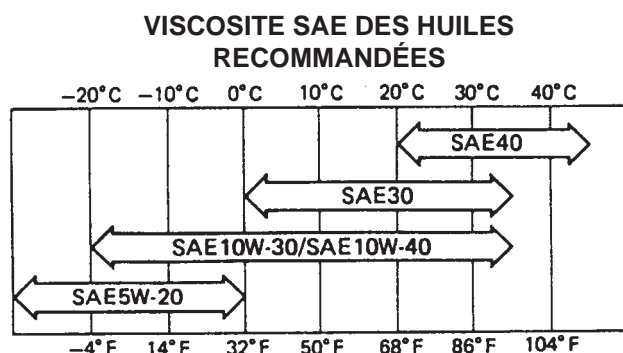 VISCOSITE SAE DES HUILES
RECOMMANDÉES
−20°C −10°C 0°C 10°C 20°C 30°C 40°C
SAE40
SAE30
SAE10W-30/SAE10W-40
SAE5W-20
−4°F 14°F 32°F 50°F 68°F 86°F 104°F